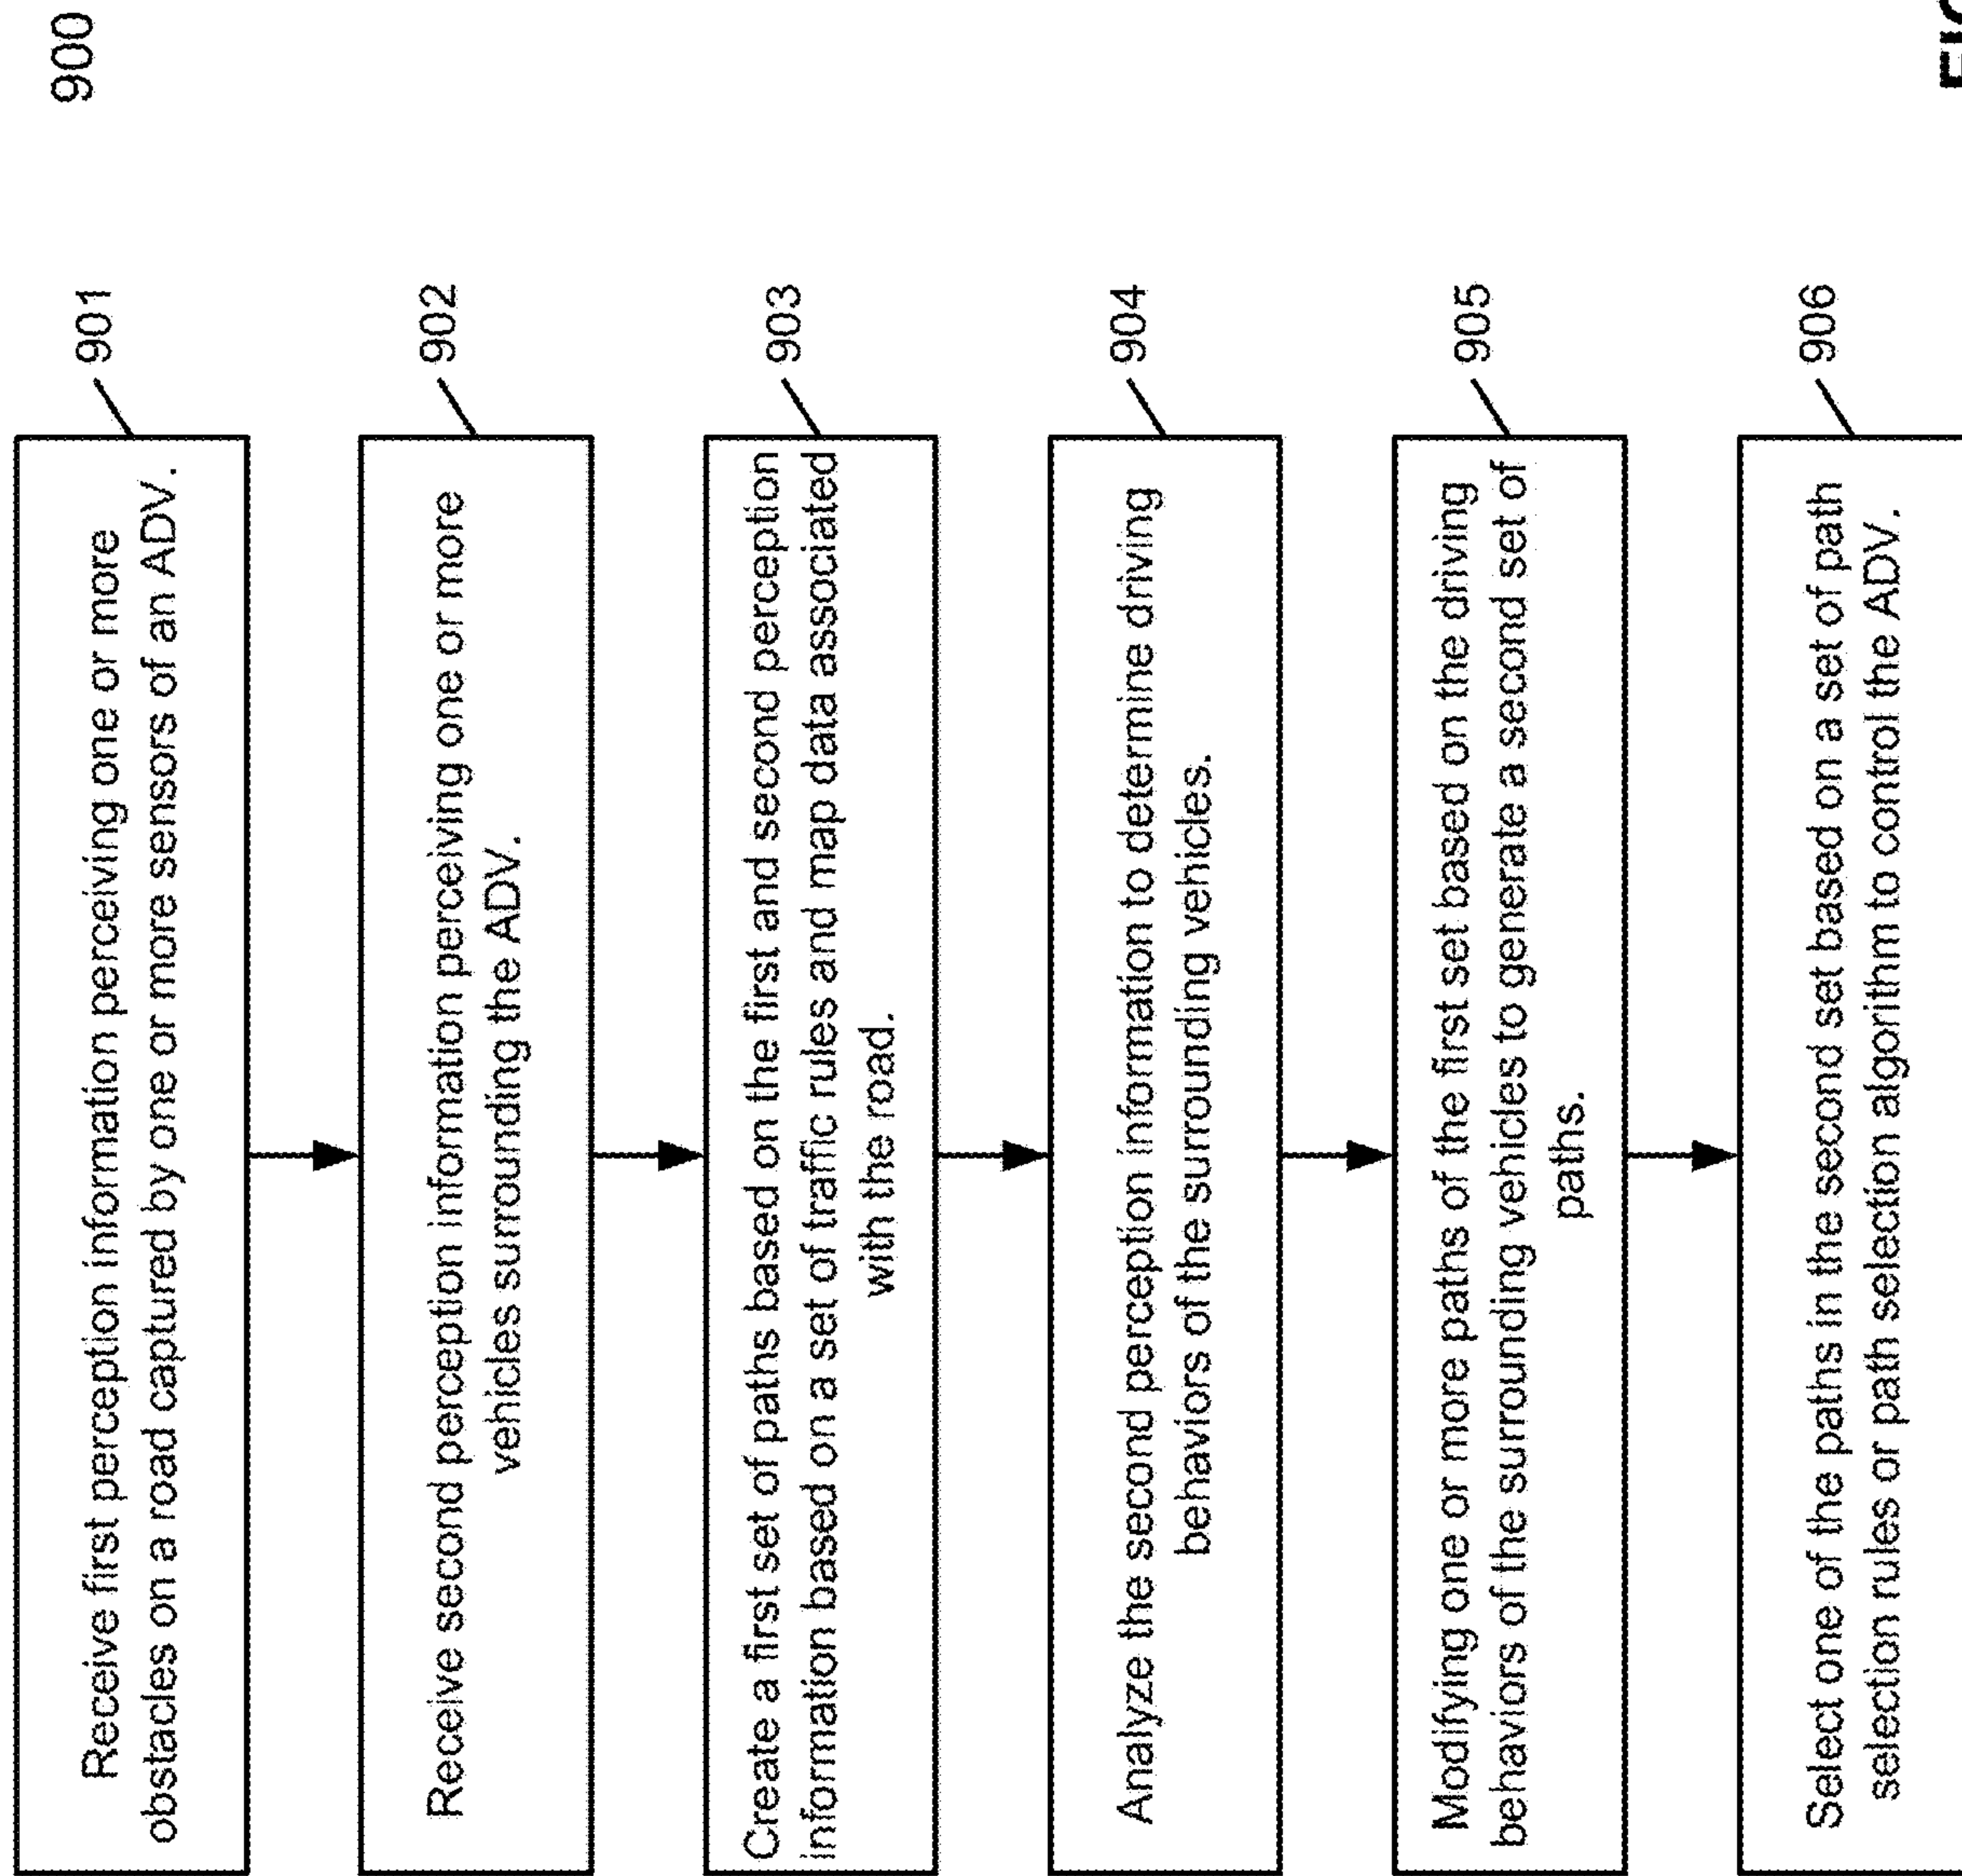 900
Receive first perception information perceiving one or more
obstacles on a road captured by one or more sensors of an ADV.
901
Receive second perception information perceiving one or more
vehicles surrounding the ADV.
902
Create a first set of paths based on the first and second perception
information based on a set of traffic rules and map data associated
with the road.
903
Analyze the second perception information to determine driving
behaviors of the surrounding vehicles.
904
Modifying one or more paths of the first set based on the driving
behaviors of the surrounding vehicles to generate a second set of
paths.
905
Select one of the paths in the second set based on a set of path
selection rules or path selection algorithm to control the ADV.
906